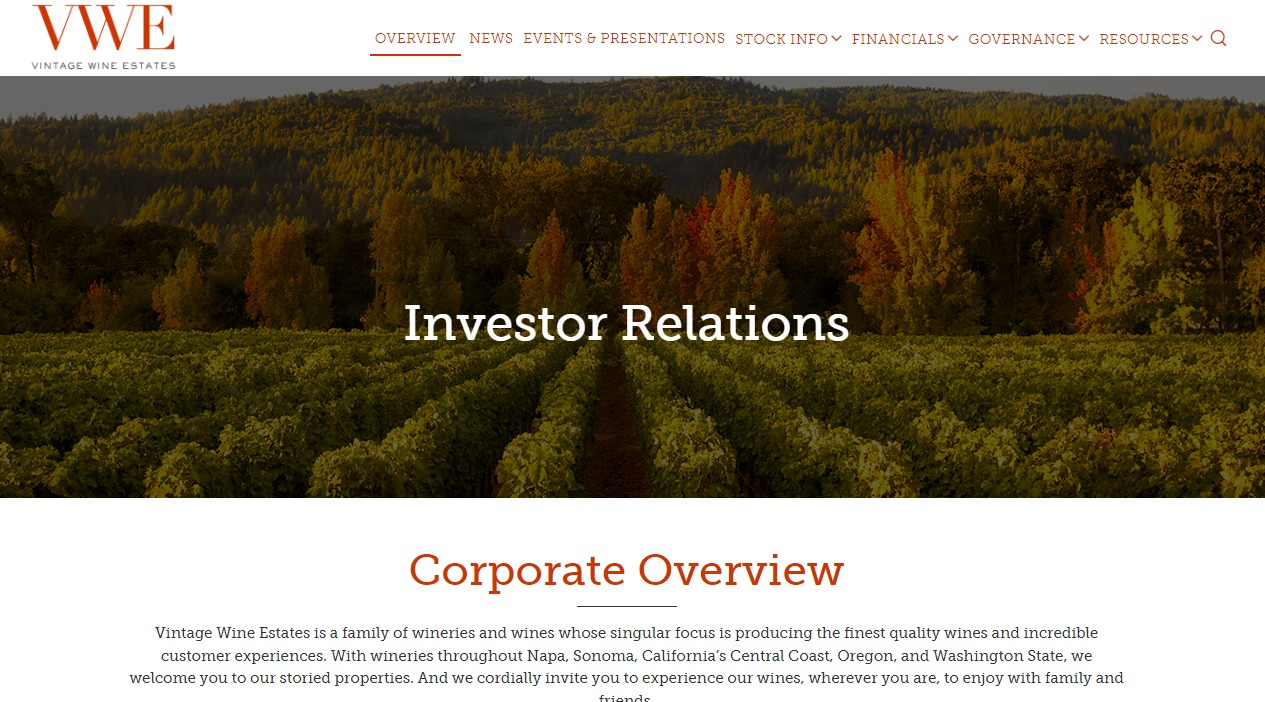 VWE
VINTAGE WINE ESTATES
OVERVIEW NEWS EVENTS & PRESENTATIONS STOCK INFO FINANCIALS GOVERNANCE RESOURCES
Investor Relations
Corporate Overview
Vintage Wine Estates is a family of wineries and wines whose singular focus is producing the finest quality wines and incredible
customer experiences. With wineries throughout Napa, Sonoma, California’s Central Coast, Oregon, and Washington State, we
welcome you to our storied properties. And we cordially invite you to experience our wines, wherever you are, to enjoy with family and
friends.